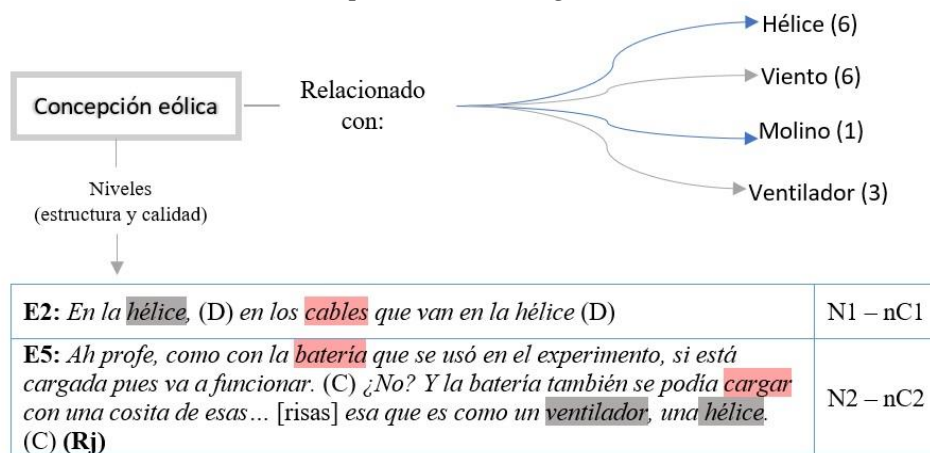 Hélice (6)
Viento (6)
Concepción eólica
Relacionado
con:
Molino (1)
Ventilador (3)
Niveles
(estructura y calidad)
E2: En la hélice, (D) en los cables que van en la hélice (D)
N1 – nC1
E5: Ah profe, como con la batería que se usó en el experimento, si está
cargada pues va a funcionar. (C) ¿No? Y la batería también se podía cargar
con una cosita de esas… [risas] esa que es como un ventilador, una hélice.
(C) (Rj)
N2 – nC2